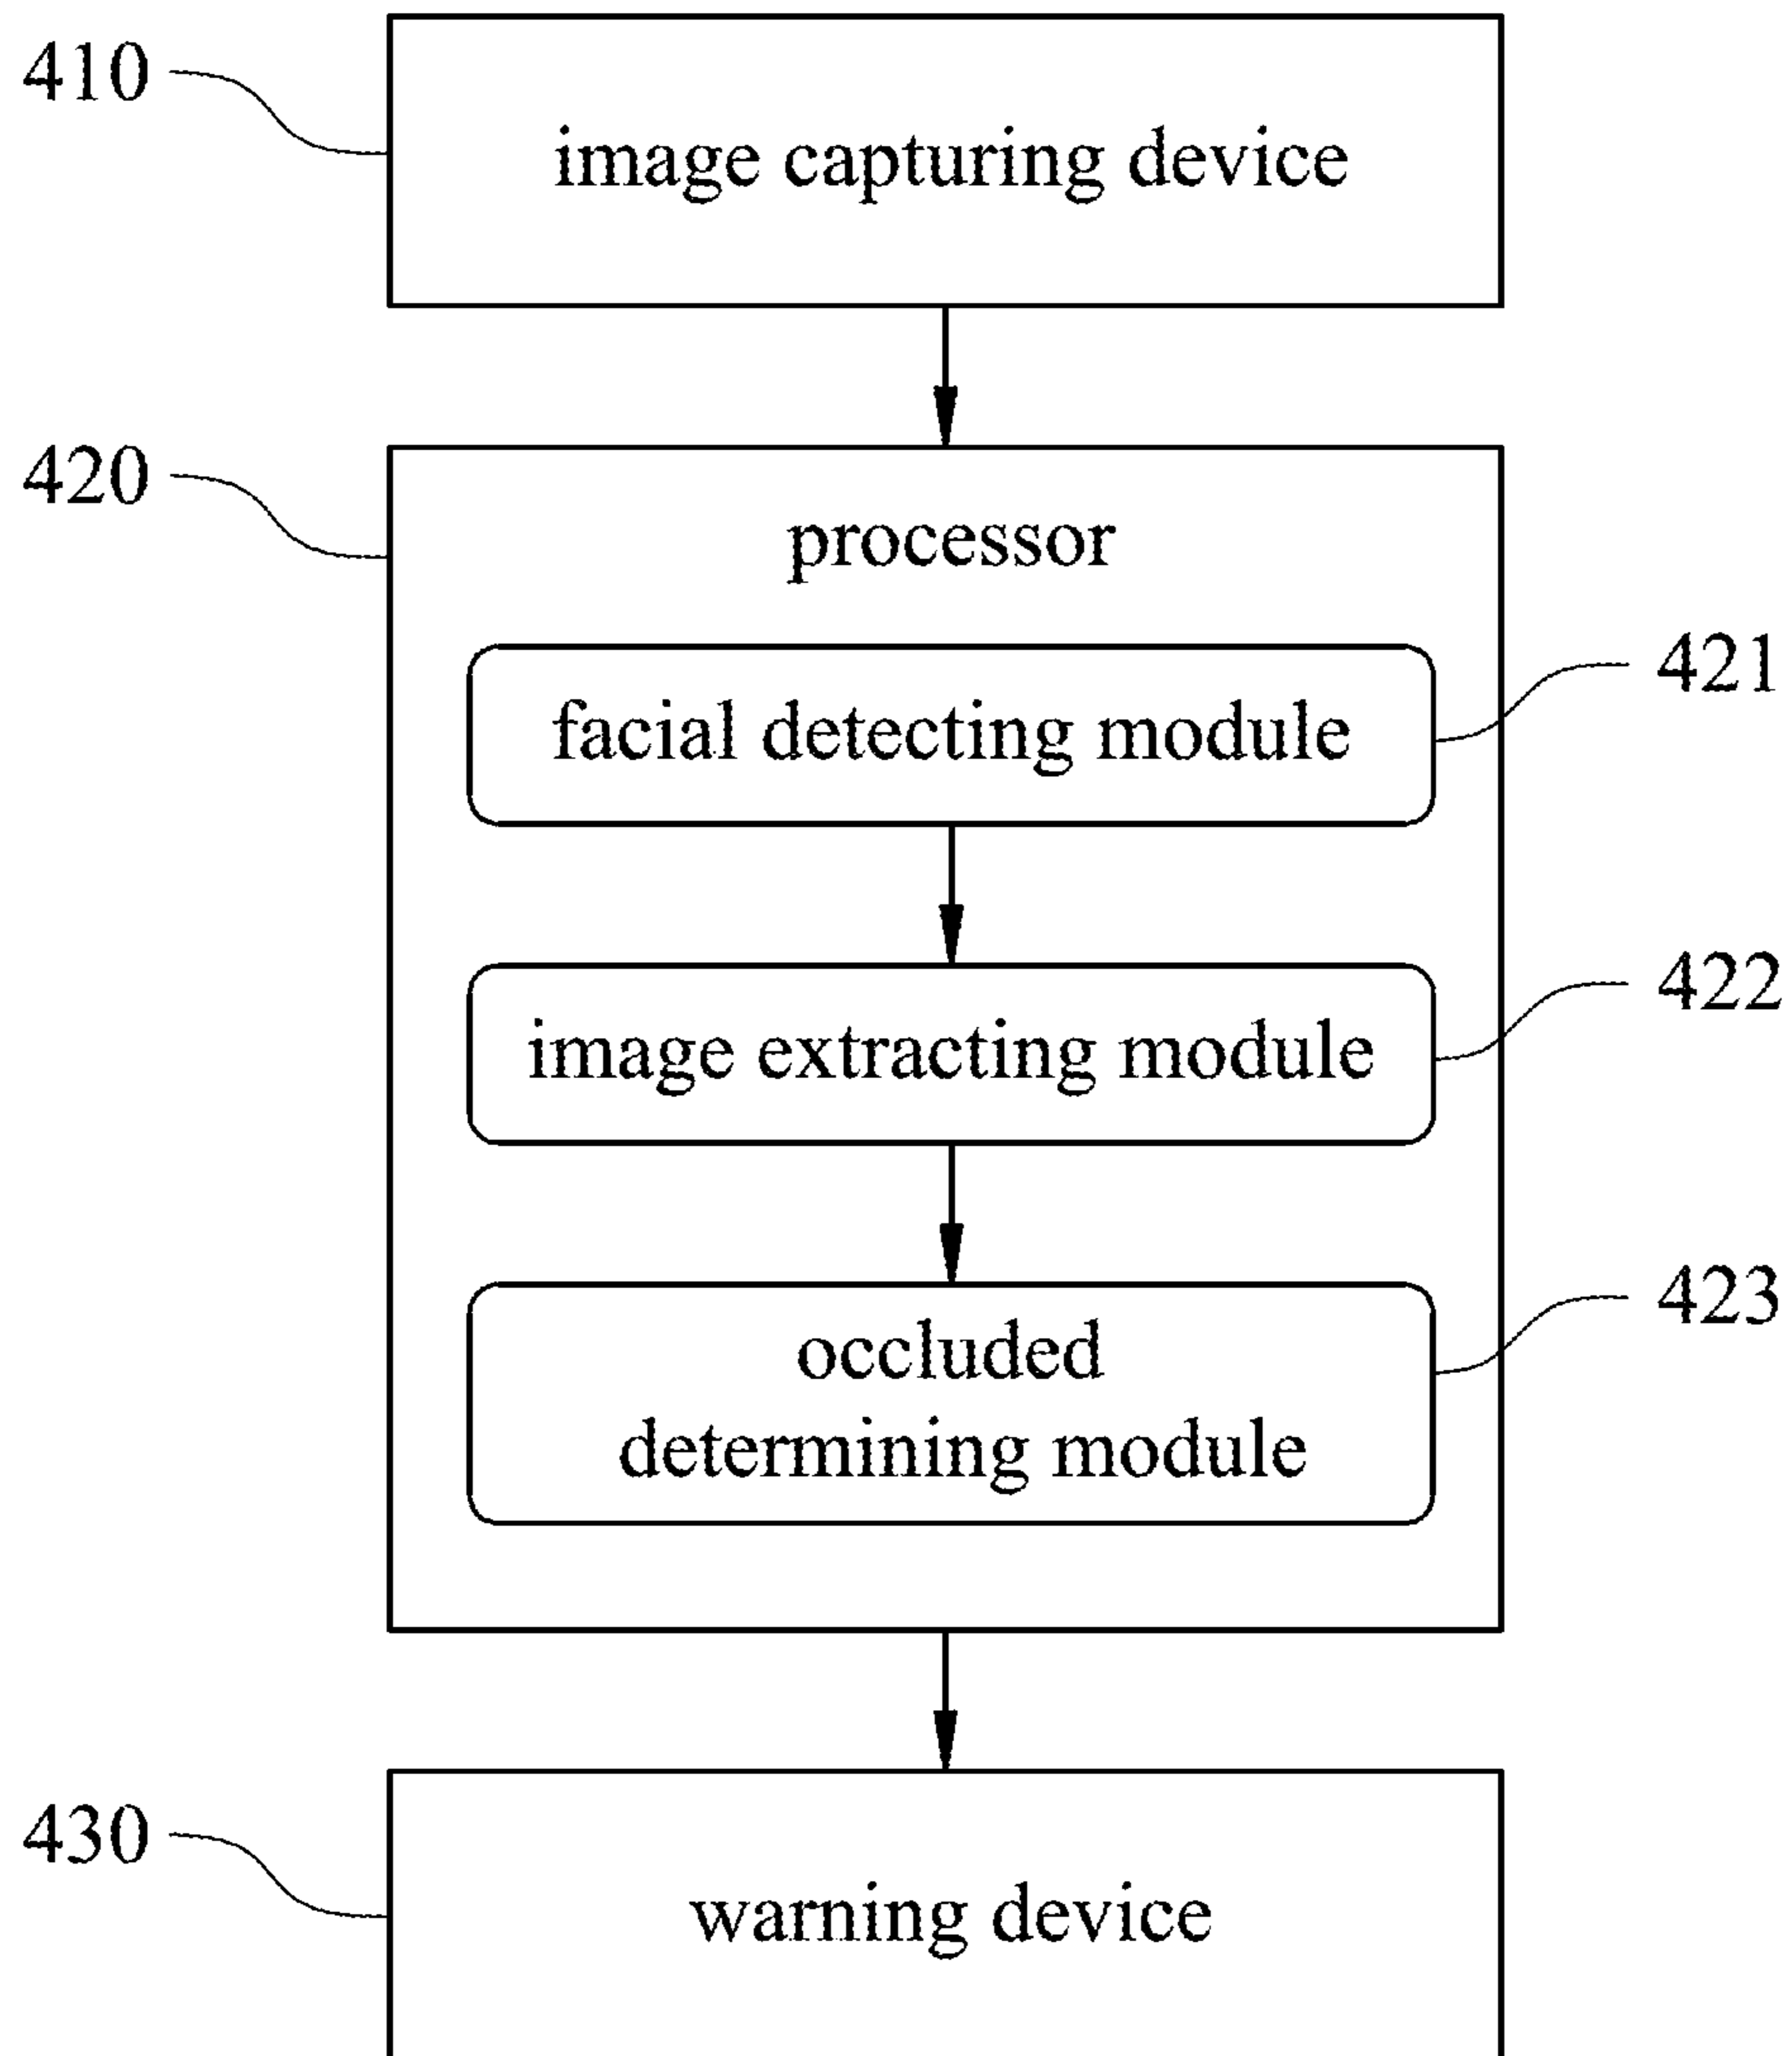 410
image capturing device
420
processor
421
facial detecting module
422
image extracting module
423
occluded
determining module
430
warning device